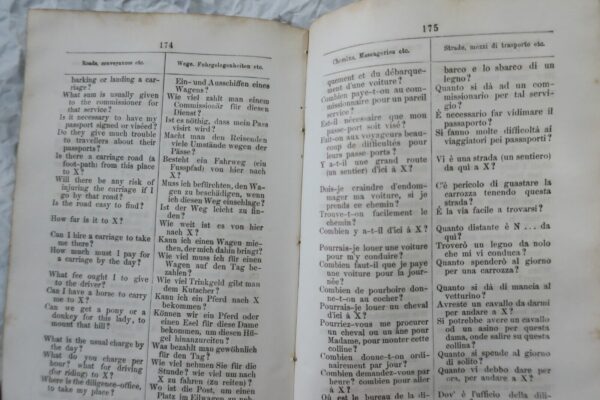 174
Roads, conveyances etc.
barking or landing a car-
riage?
What sum is usually given
to the commissioner for
that service?
Is it necessary to have my
passport signed or viséed?
Do they give much trouble
to travellers about their
passports?
Is there a carriage road (a
foot-path) from this place
to X?
Will there be any risk of
injuring the carriage if I
go by that road?
Is the road easy to find?
How far is it to X?
Can I hire a carriage to take
me there?
How much must I pay for
a carriage by the day?
What fee ought I to give
to the driver?
Can I have a horse to carry
me to X?
Can we get a pony or a
donkey for this lady, to
mount that hill?
What is the usual charge by
the day?
What do you charge per
hour? what for driving
(for riding) to X?
Where is the diligence-office,
to take my place?
Wege, Fahrgelegenheiten etc.
Ein- und Ausschiffen eines
Wagens?
Wie viel zahlt man einem
Commissionär für diesen
Dienst?
Ist es nöthig, dass mein Pass
visirt wird?
Macht man den Reisenden
viele Umstände wegen der
Pässe?
Besteht ein Fahrweg (ein
Fusspfad) von hier nach
X?
Muss ich befürchten, den Wa-
gen zu beschädigen, wenn
ich diesen Weg einschlage?
Ist der Weg leicht zu fin-
den?
Wie weit ist es von hier
nach X?
Kann ich einen Wagen mie-
then, der mich dahin bringt?
Wie viel muss ich für einen
Wagen auf den Tag be-
zahlen?
Wie viel Trinkgeld gibt man
dem Kutscher?
Kann ich ein Pferd nach X
bekommen?
Können wir ein Pferd oder
einen Esel für diese Dame
bekommen, um diesen Hü-
gel hinanzureiten?
Was bezahlt man gewöhnlich
für den Tag?
Wie viel nehmen Sie für die
Stunde? wie viel um nach
X zu fahren (zu reiten)?
Wo ist die Post, um einen
Platz im Eilwagen zu neh-
175
Chemins, Messageries etc.
quement et du débarque-
ment d'une voiture?
Combien paye-t-on au com-
missionnaire pour un pareil
service?
Est-il nécessaire que mon
passe-port soit visé?
Fait-on aux voyageurs beau-
coup de difficultés pour
leurs passe-ports?
Y a-t-il une grand route
(un sentier) d'ici à X?
Dois-je craindre d'endom-
mager ma voiture, si je
prends ce chemin?
Trouve-t-on facilement le
chemin?
Combien y a-t-il d'ici à X?
Pourrais-je louer une voiture
pour m'y conduire?
Combien faut-il que je paye
une voiture pour la jour-
née?
Combien de pourboire don-
ne-t-on au cocher?
Pourrais-je louer un cheval
d'ici à X?
Pourriez-vous me procurer
un cheval ou un âne pour
Madame, pour monter cette
colline?
Combien donne-t-on ordi-
nairement par jour?
Combien demandez-vous par
heure? combien pour aller
à X?
Où est le bureau de la di-
Strade, mezzi di trasporto etc.
barco e lo sbarco di un
legno?
Quanto si dà ad un com-
missario per tal servi-
gio?
È necessario far vidimare il
passaporto?
Si fanno molte difficoltà ai
viaggiatori pei passaporti?
Vi è una strada (un sentiero)
da qui a X?
C'è pericolo di guastare la
carrozza tenendo questa
strada?
È la via facile a trovarsi?
Quanto distante è N ... da
qui?
Troverò un legno da nolo
che mi vi conduca?
Quanto spenderò al giorno
per una carrozza?
Quanto si dà di mancia al
vetturino?
Avreste un cavallo da darmi
per andare a X?
Si potrebbe avere un cavallo
od un asino per questa
dama, onde salire su questa
collina?
Quanto si spende al giorno
di solito?
Quanto vi debbo dare per
ora, per andare a X?
Dov' è l'ufficio della dili-